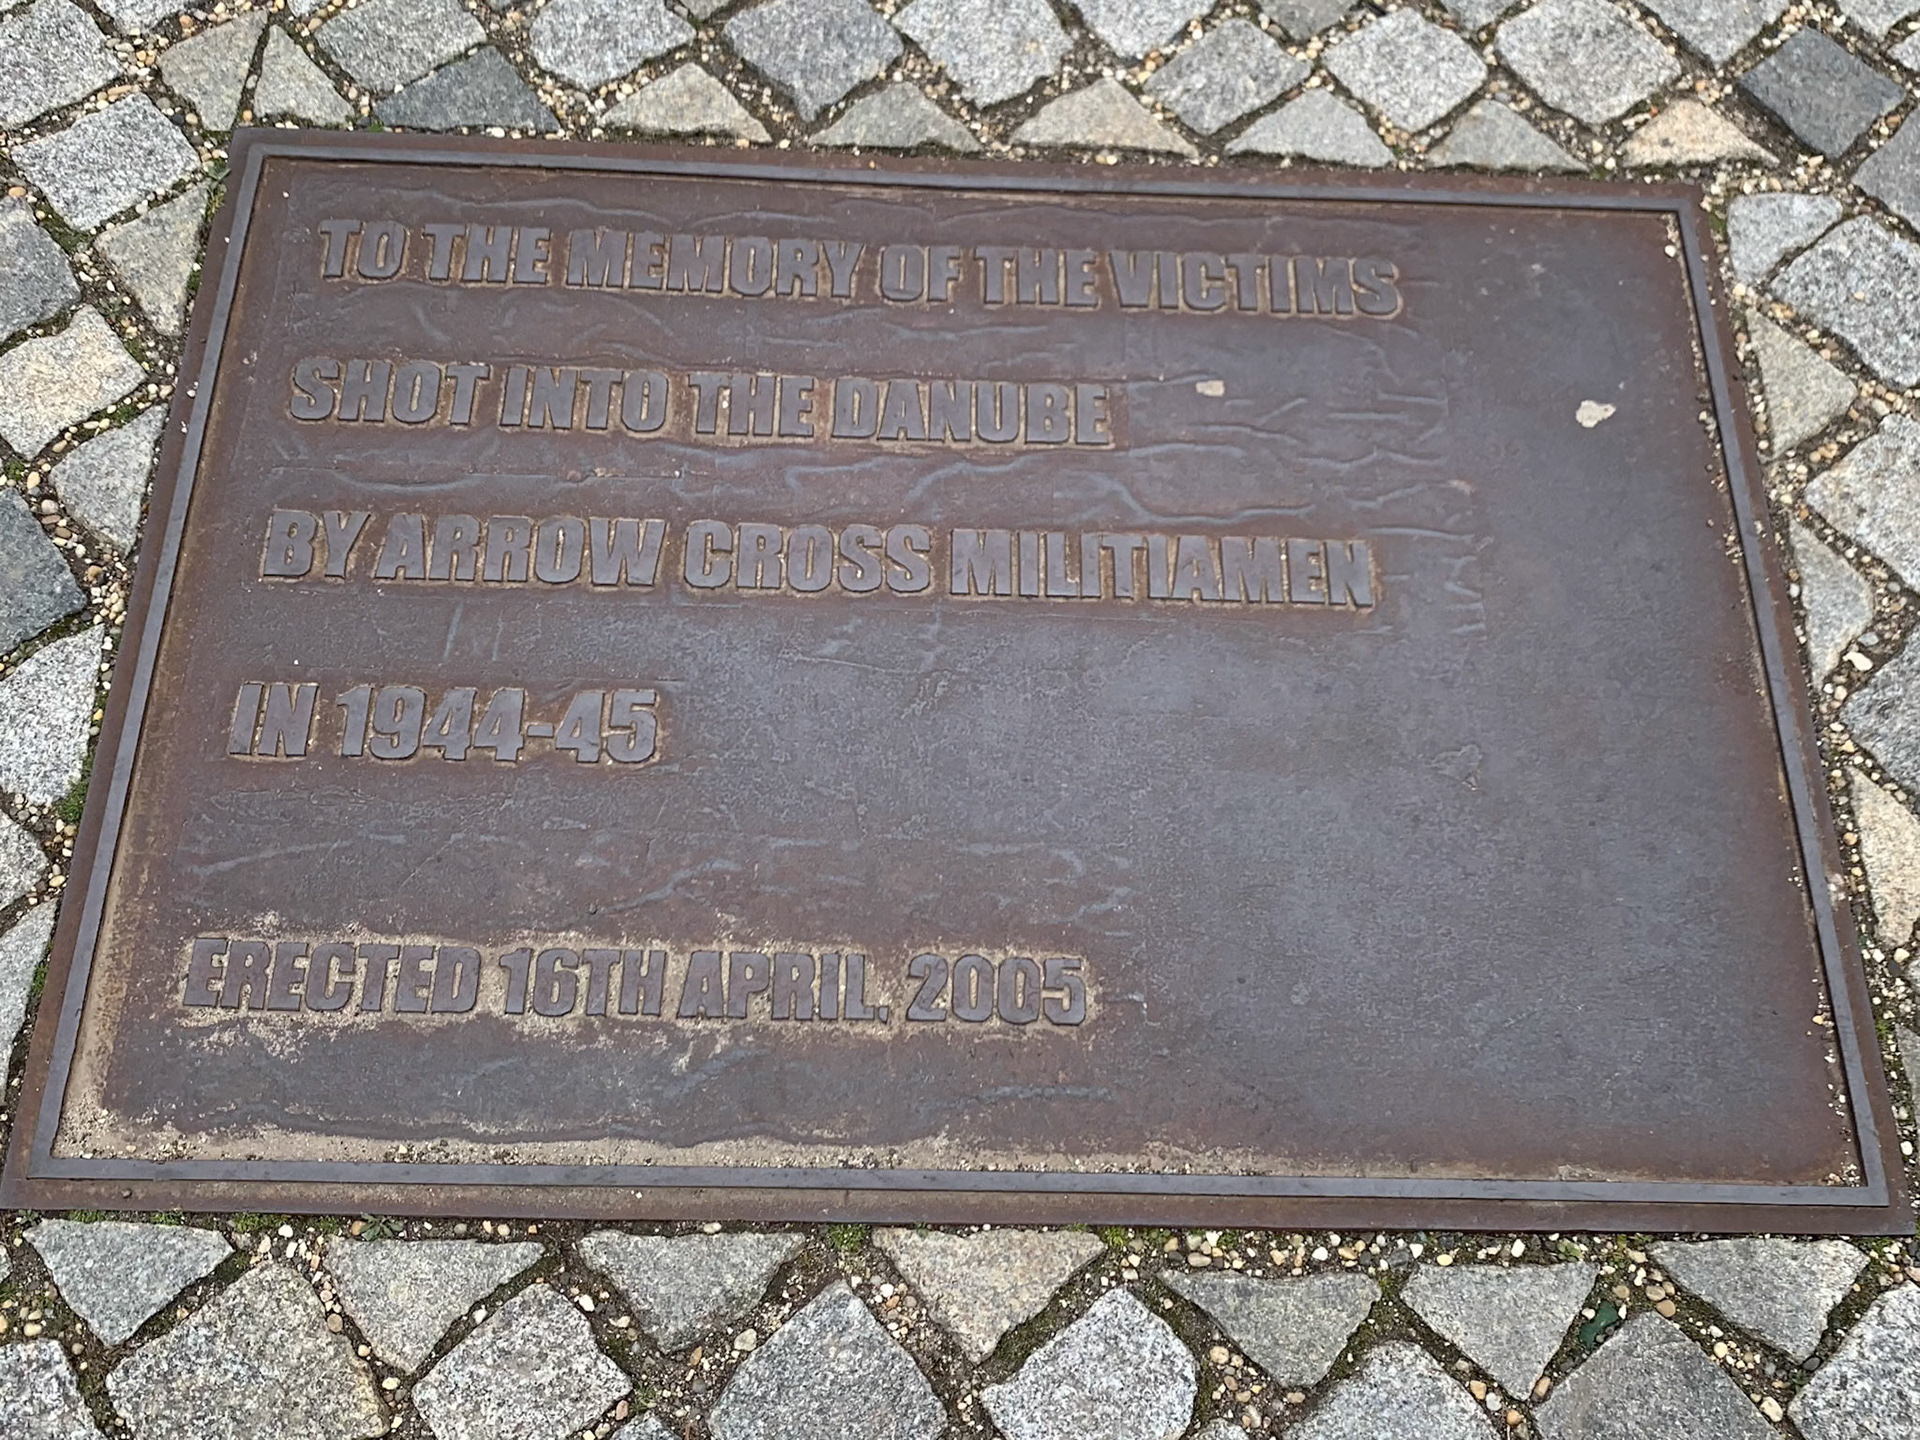 TO THE MEMORY OF THE VICTIMS
SHOT INTO THE DANUBE
BY ARROW CROSS MILITIAMEN
IN 1944-45
ERECTED 16TH APRIL, 2005